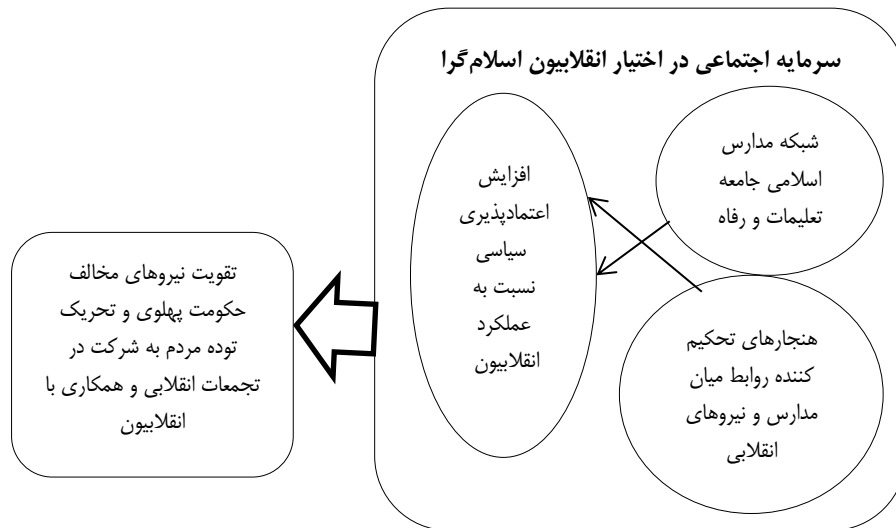 سرمایه اجتماعی در اختیار انقلابیون اسلام‌گرا
شبکه مدارس
اسلامی جامعه
تعلیمات و رفاه
هنجارهای تحکیم
کننده روابط میان
مدارس و نیروهای
انقلابی
افزایش
اعتمادپذیری
سیاسی
نسبت به
عملکرد
انقلابیون
تقویت نیروهای مخالف
حکومت پهلوی و تحریک
توده مردم به شرکت در
تجمعات انقلابی و همکاری با
انقلابیون